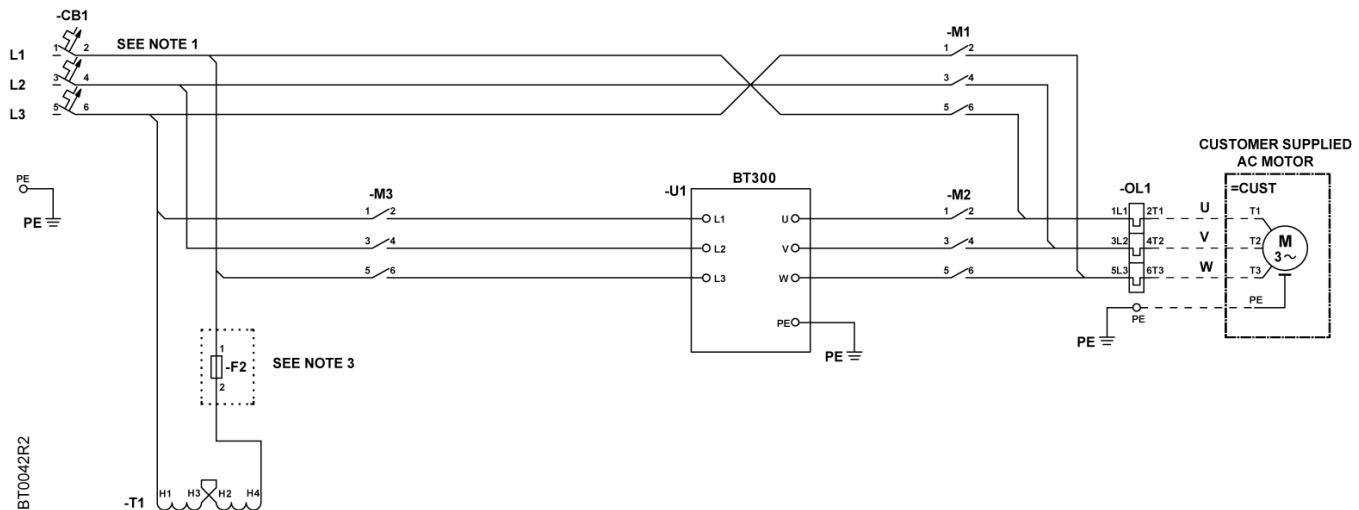 -CB1
SEE NOTE 1
-M1
L1 1 2 1 2
L2 3 4 3 4
L3 5 6 5 6
CUSTOMER SUPPLIED
AC MOTOR
=CUST
PE
PE
-M3
-U1
BT300
-M2
-OL1
1 2 L1 U 1 2 1L1 2T1 U T1
3 4 L2 V 3 4 3L2 4T2 V T2
5 6 L3 W 5 6 5L3 6T3 W T3
M
3~
PE
PE
PE
PE
PE
1
-F2
2
SEE NOTE 3
BT0042R2
-T1
H1 H3 H2 H4